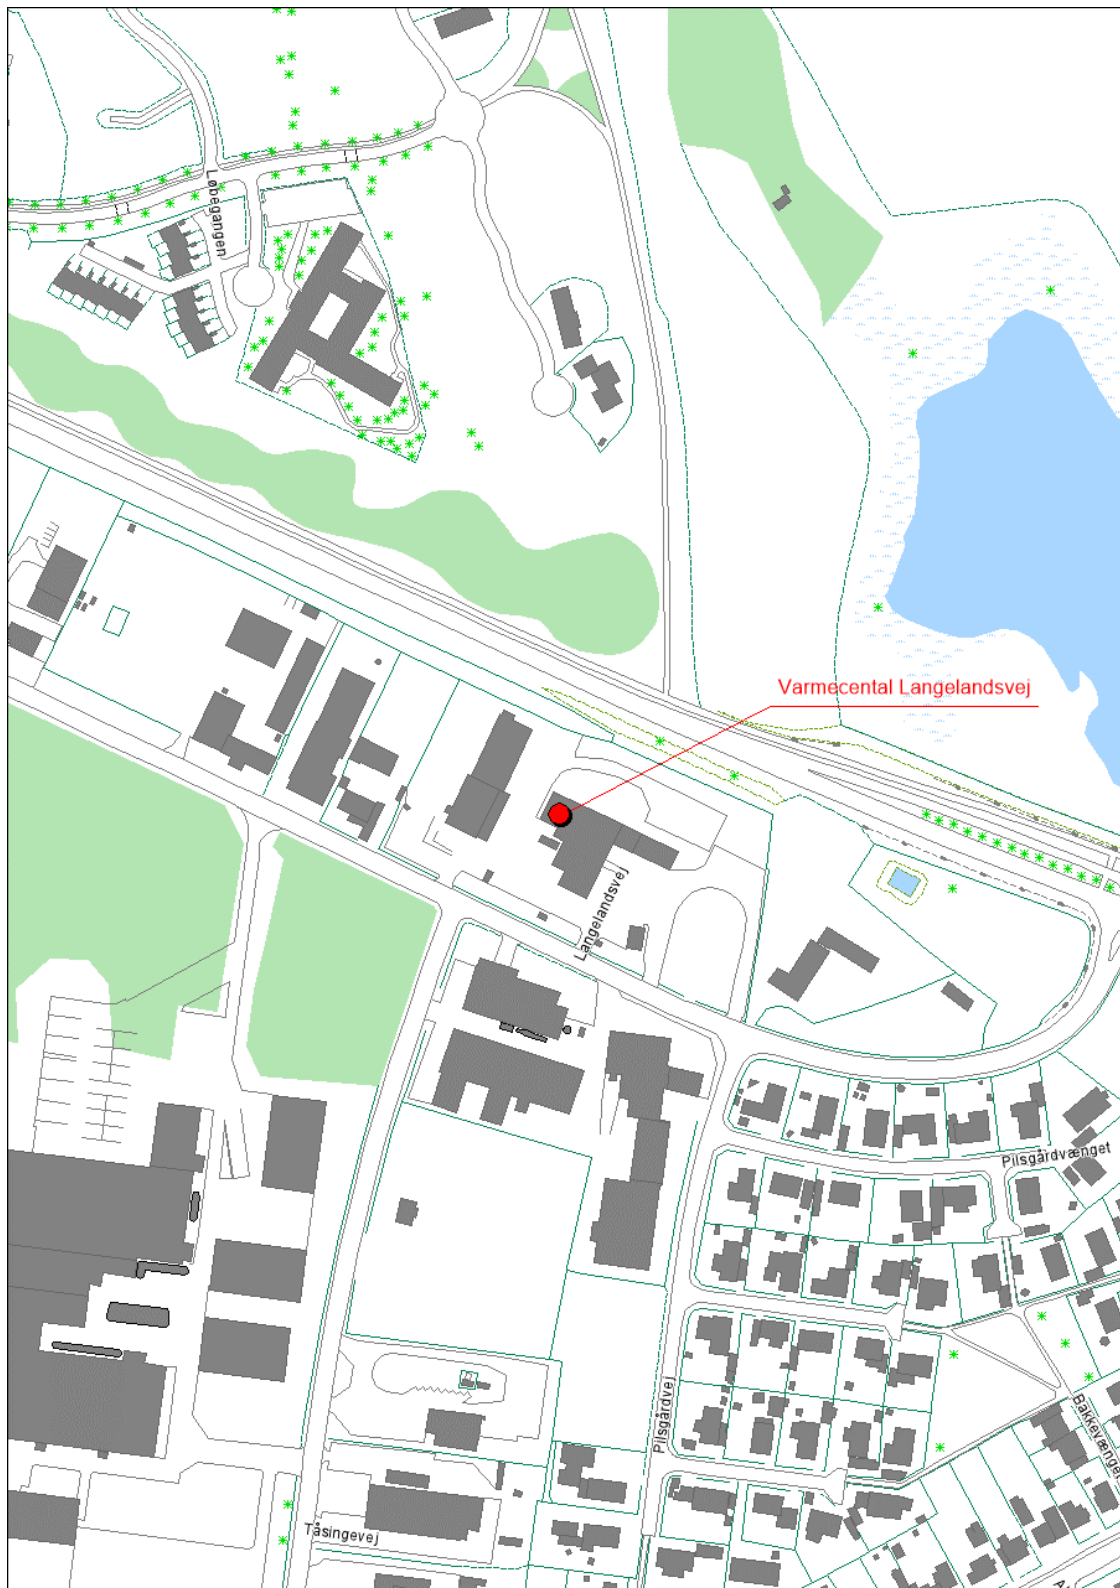 Løbegangen
Varmecental Langelandsvej
Langelandsvej
Pilsgårdvænget
Pilsgårdvej
Bakkevænget
Tåsingevej